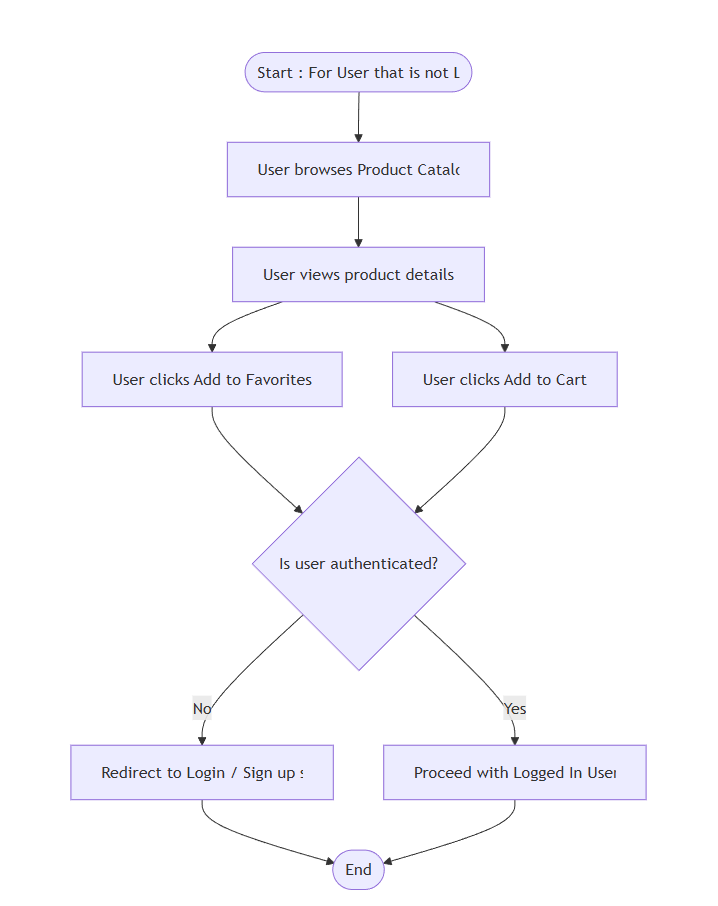 Start : For User that is not L
User browses Product Catalo
User views product details
User clicks Add to Favorites
User clicks Add to Cart
Is user authenticated?
No
Yes
Redirect to Login / Sign up
Proceed with Logged In User
End